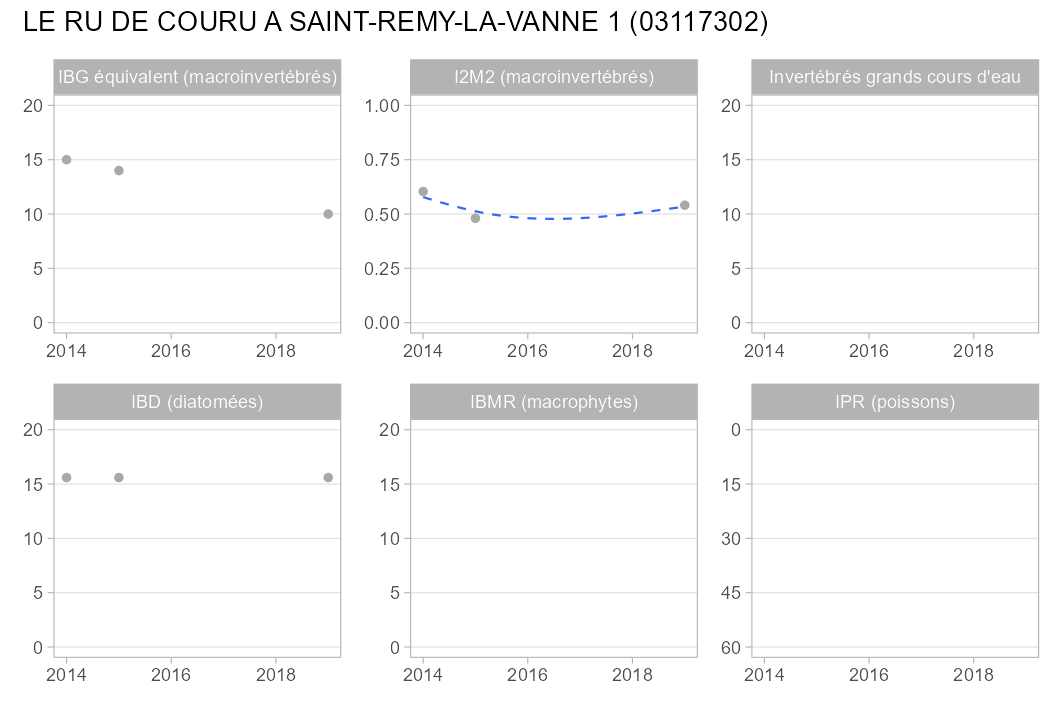 LE RU DE COURU A SAINT-REMY-LA-VANNE 1 (03117302)
IBG équivalent (macroinvertébrés)
20
15
10
5
0
2014 2016 2018
I2M2 (macroinvertébrés)
1.00
0.75
0.50
0.25
0.00
2014 2016 2018
Invertébrés grands cours d'eau
20
15
10
5
0
2014 2016 2018
IBD (diatomées)
20
15
10
5
0
2014 2016 2018
IBMR (macrophytes)
20
15
10
5
0
2014 2016 2018
IPR (poissons)
0
15
30
45
60
2014 2016 2018